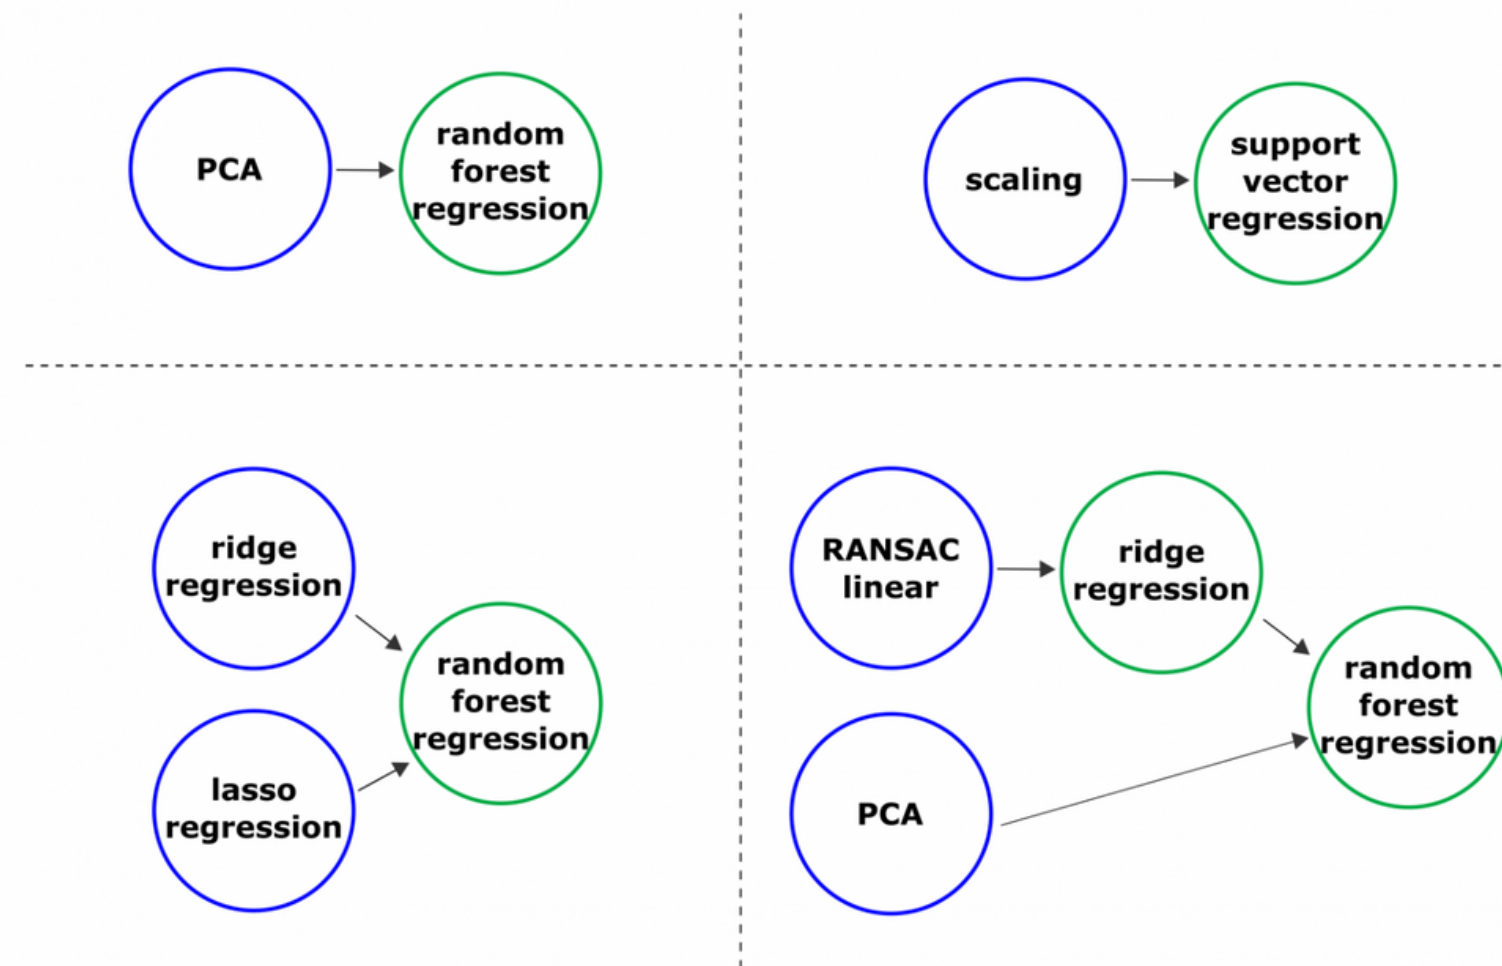 PCA
random
forest
regression
scaling
support
vector
regression
ridge
regression
lasso
regression
random
forest
regression
RANSAC
linear
ridge
regression
PCA
random
forest
regression